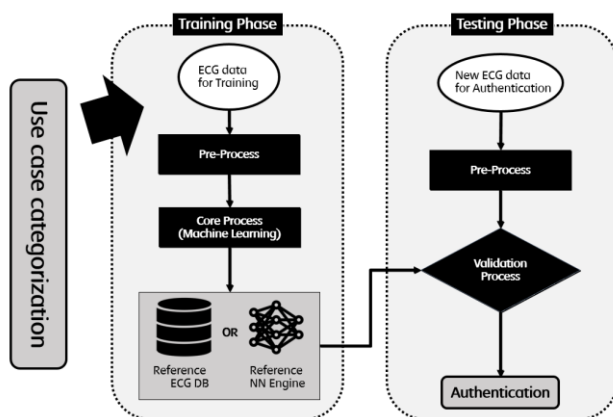 Use case categorization
Training Phase
ECG data
for Training
Pre-Process
Core Process
(Machine Learning)
OR
Reference
ECG DB
Reference
NN Engine
Testing Phase
New ECG data
for Authentication
Pre-Process
Validation
Process
Authentication